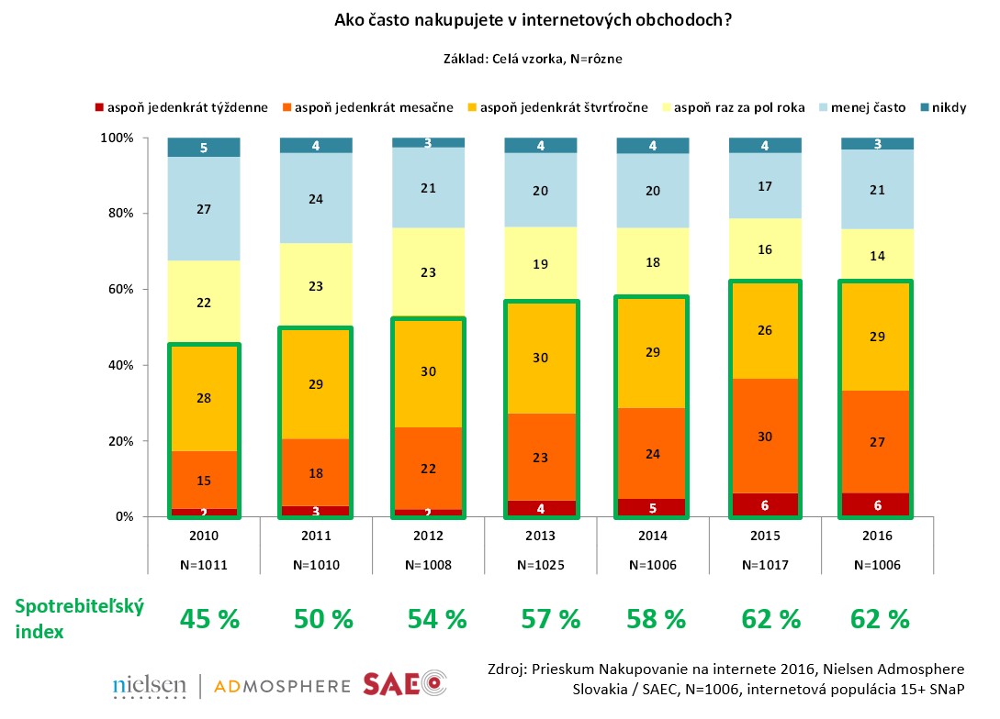 Ako často nakupujete v internetových obchodoch?
Základ: Celá vzorka, N=rôzne
aspoň jedenkrát týždenne aspoň jedenkrát mesačne aspoň jedenkrát štvrťročne aspoň raz za pol roka menej často nikdy
100% 5 4 3 4 4 4 3
27 24 21 20 20 17 21
80%
22 23 23 19 18 16 14
60%
28 29 30 30 29 26 29
40%
15 18 22 23 24 30 27
20%
2 3 2 4 5 6 6
0%
2010 2011 2012 2013 2014 2015 2016
N=1011 N=1010 N=1008 N=1025 N=1006 N=1017 N=1006
Spotrebiteľský
index
45 % 50 % 54 % 57 % 58 % 62 % 62 %
nielsen ADMOSPHERE SAEC
Zdroj: Prieskum Nakupovanie na internete 2016, Nielsen Admosphere
Slovakia / SAEC, N=1006, internetová populácia 15+ SNaP